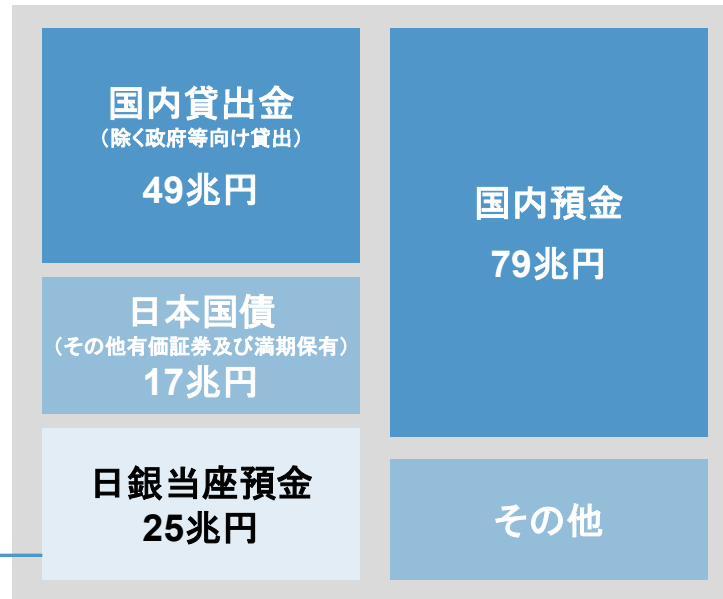 国内貸出金
（除く政府等向け貸出）
49兆円
日本国債
（その他有価証券及び満期保有）
17兆円
日銀当座預金
25兆円
国内預金
79兆円
その他